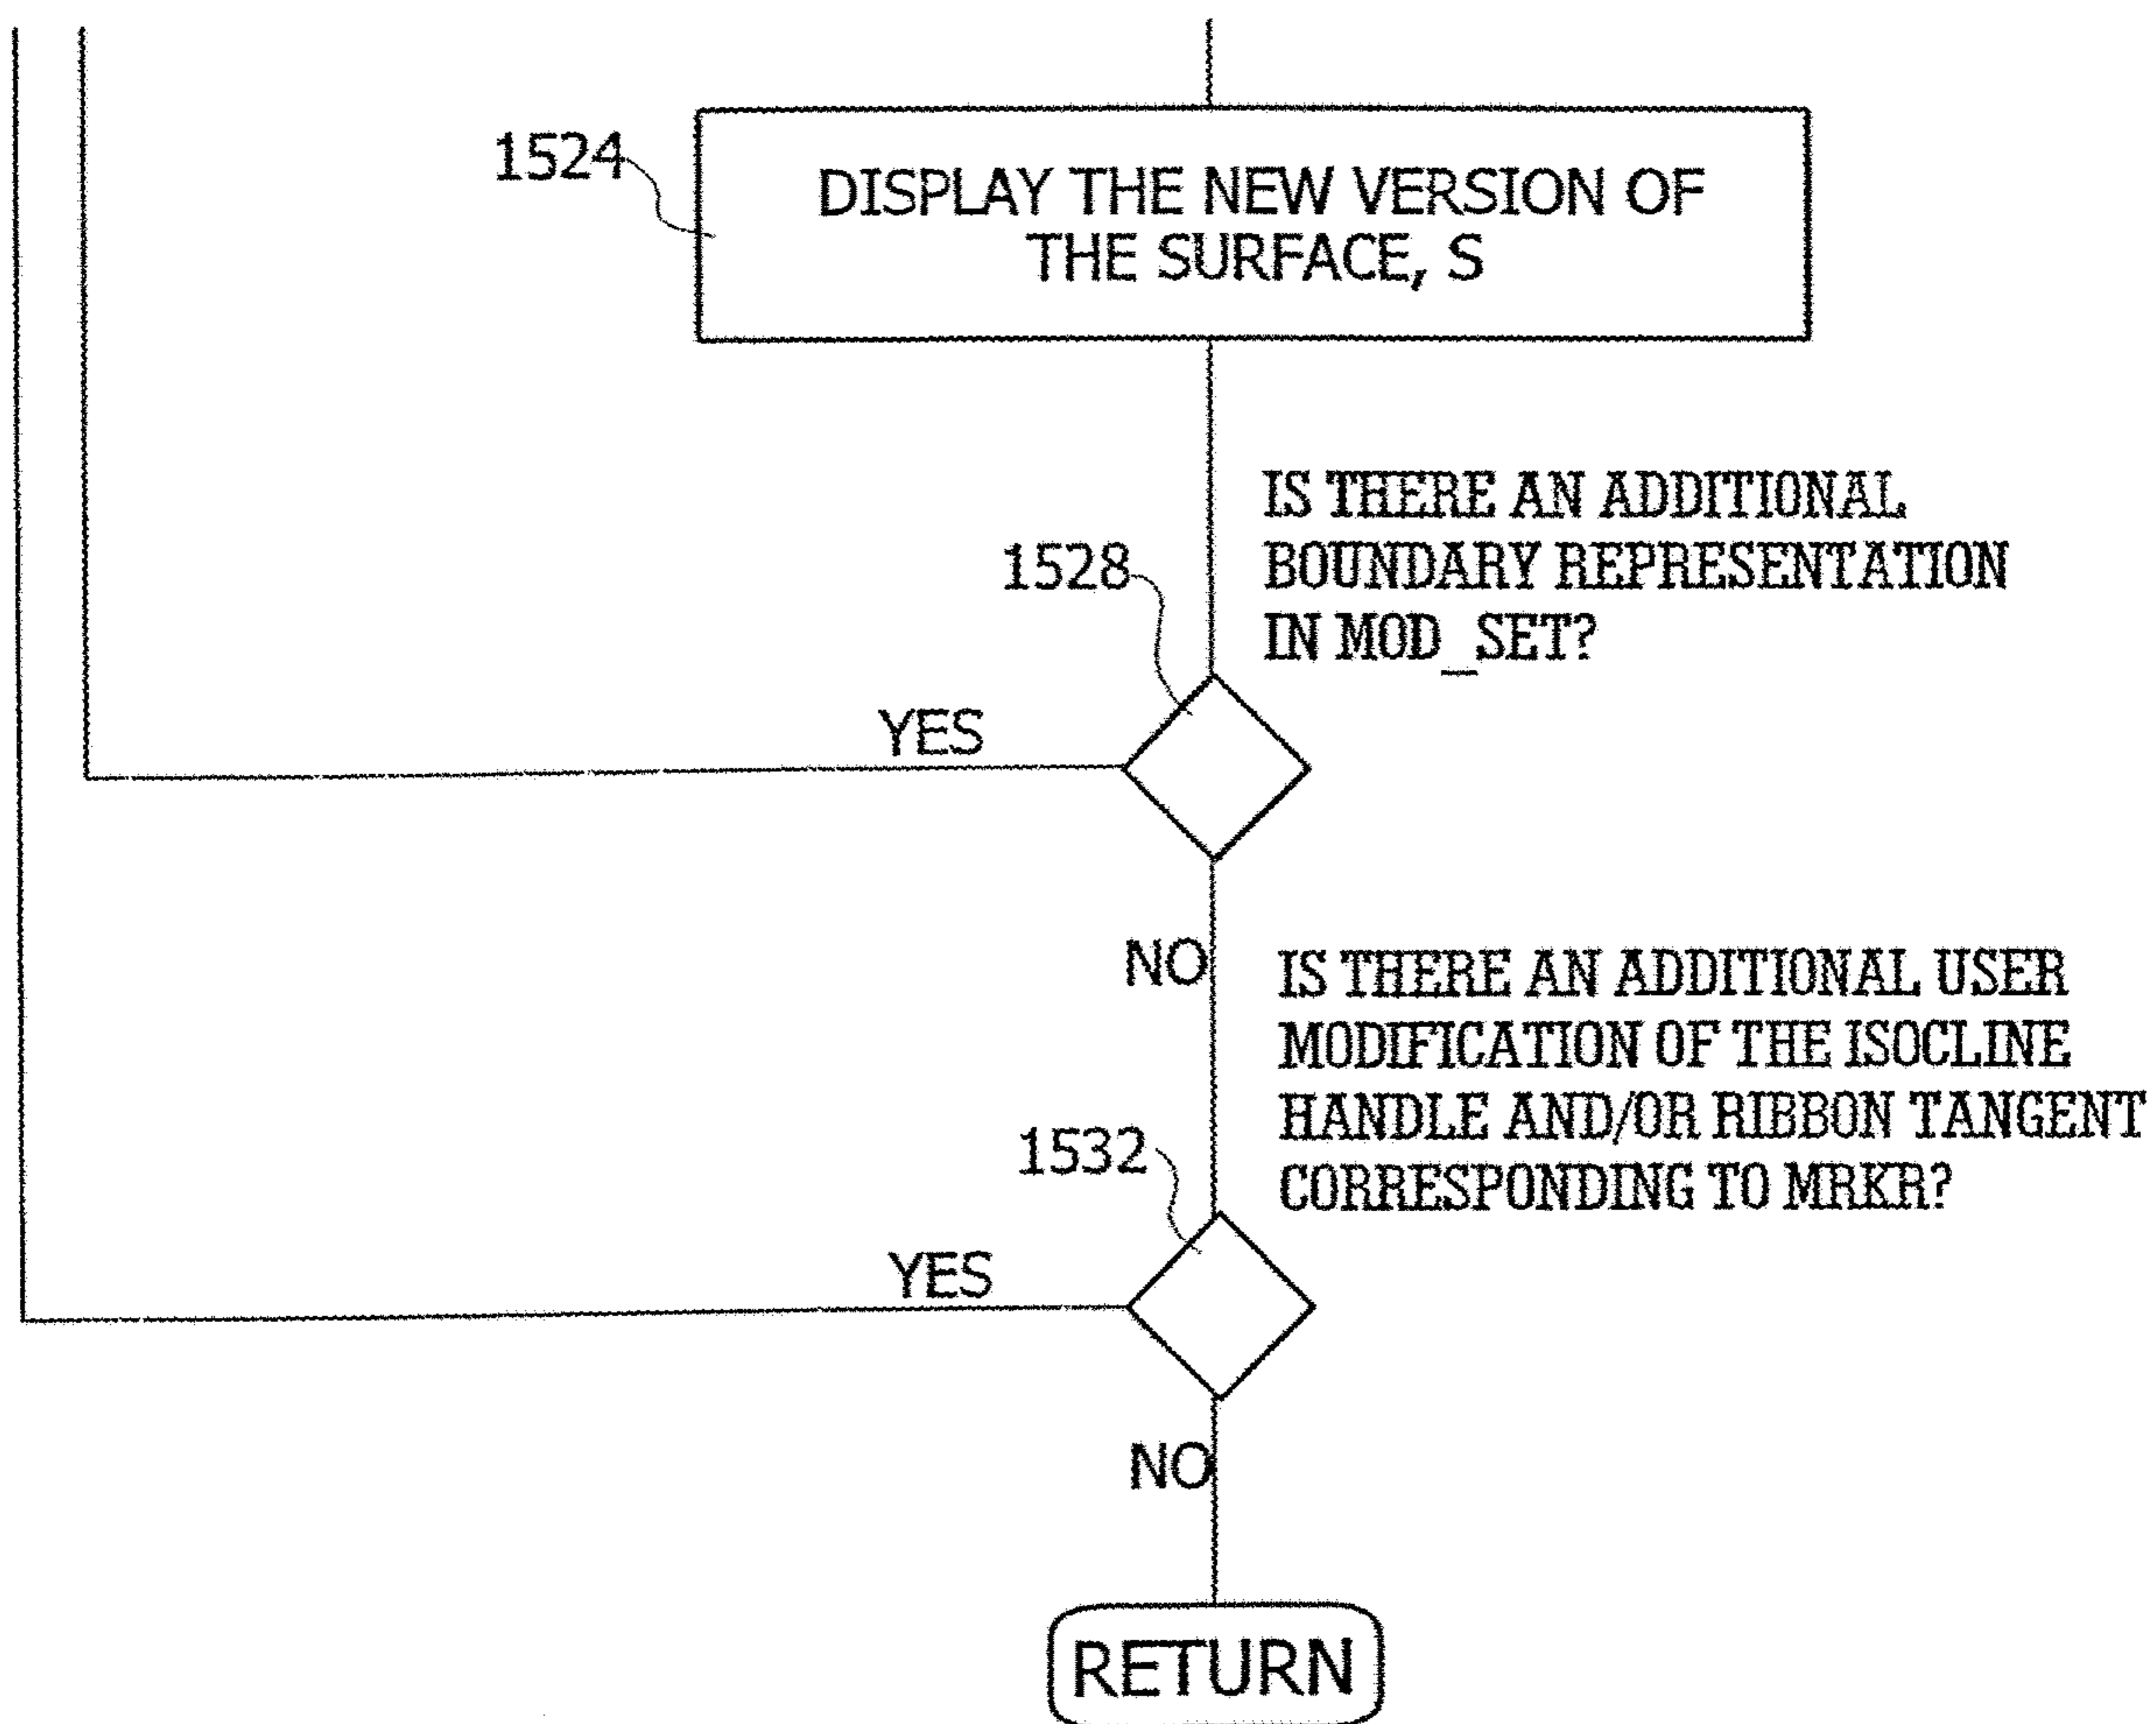 1524
DISPLAY THE NEW VERSION OF
THE SURFACE, S
IS THERE AN ADDITIONAL
BOUNDARY REPRESENTATION
IN MOD_SET?
1528
YES
NO
IS THERE AN ADDITIONAL USER
MODIFICATION OF THE ISOCLINE
HANDLE AND/OR RIBBON TANGENT
CORRESPONDING TO MRKR?
1532
YES
NO
RETURN